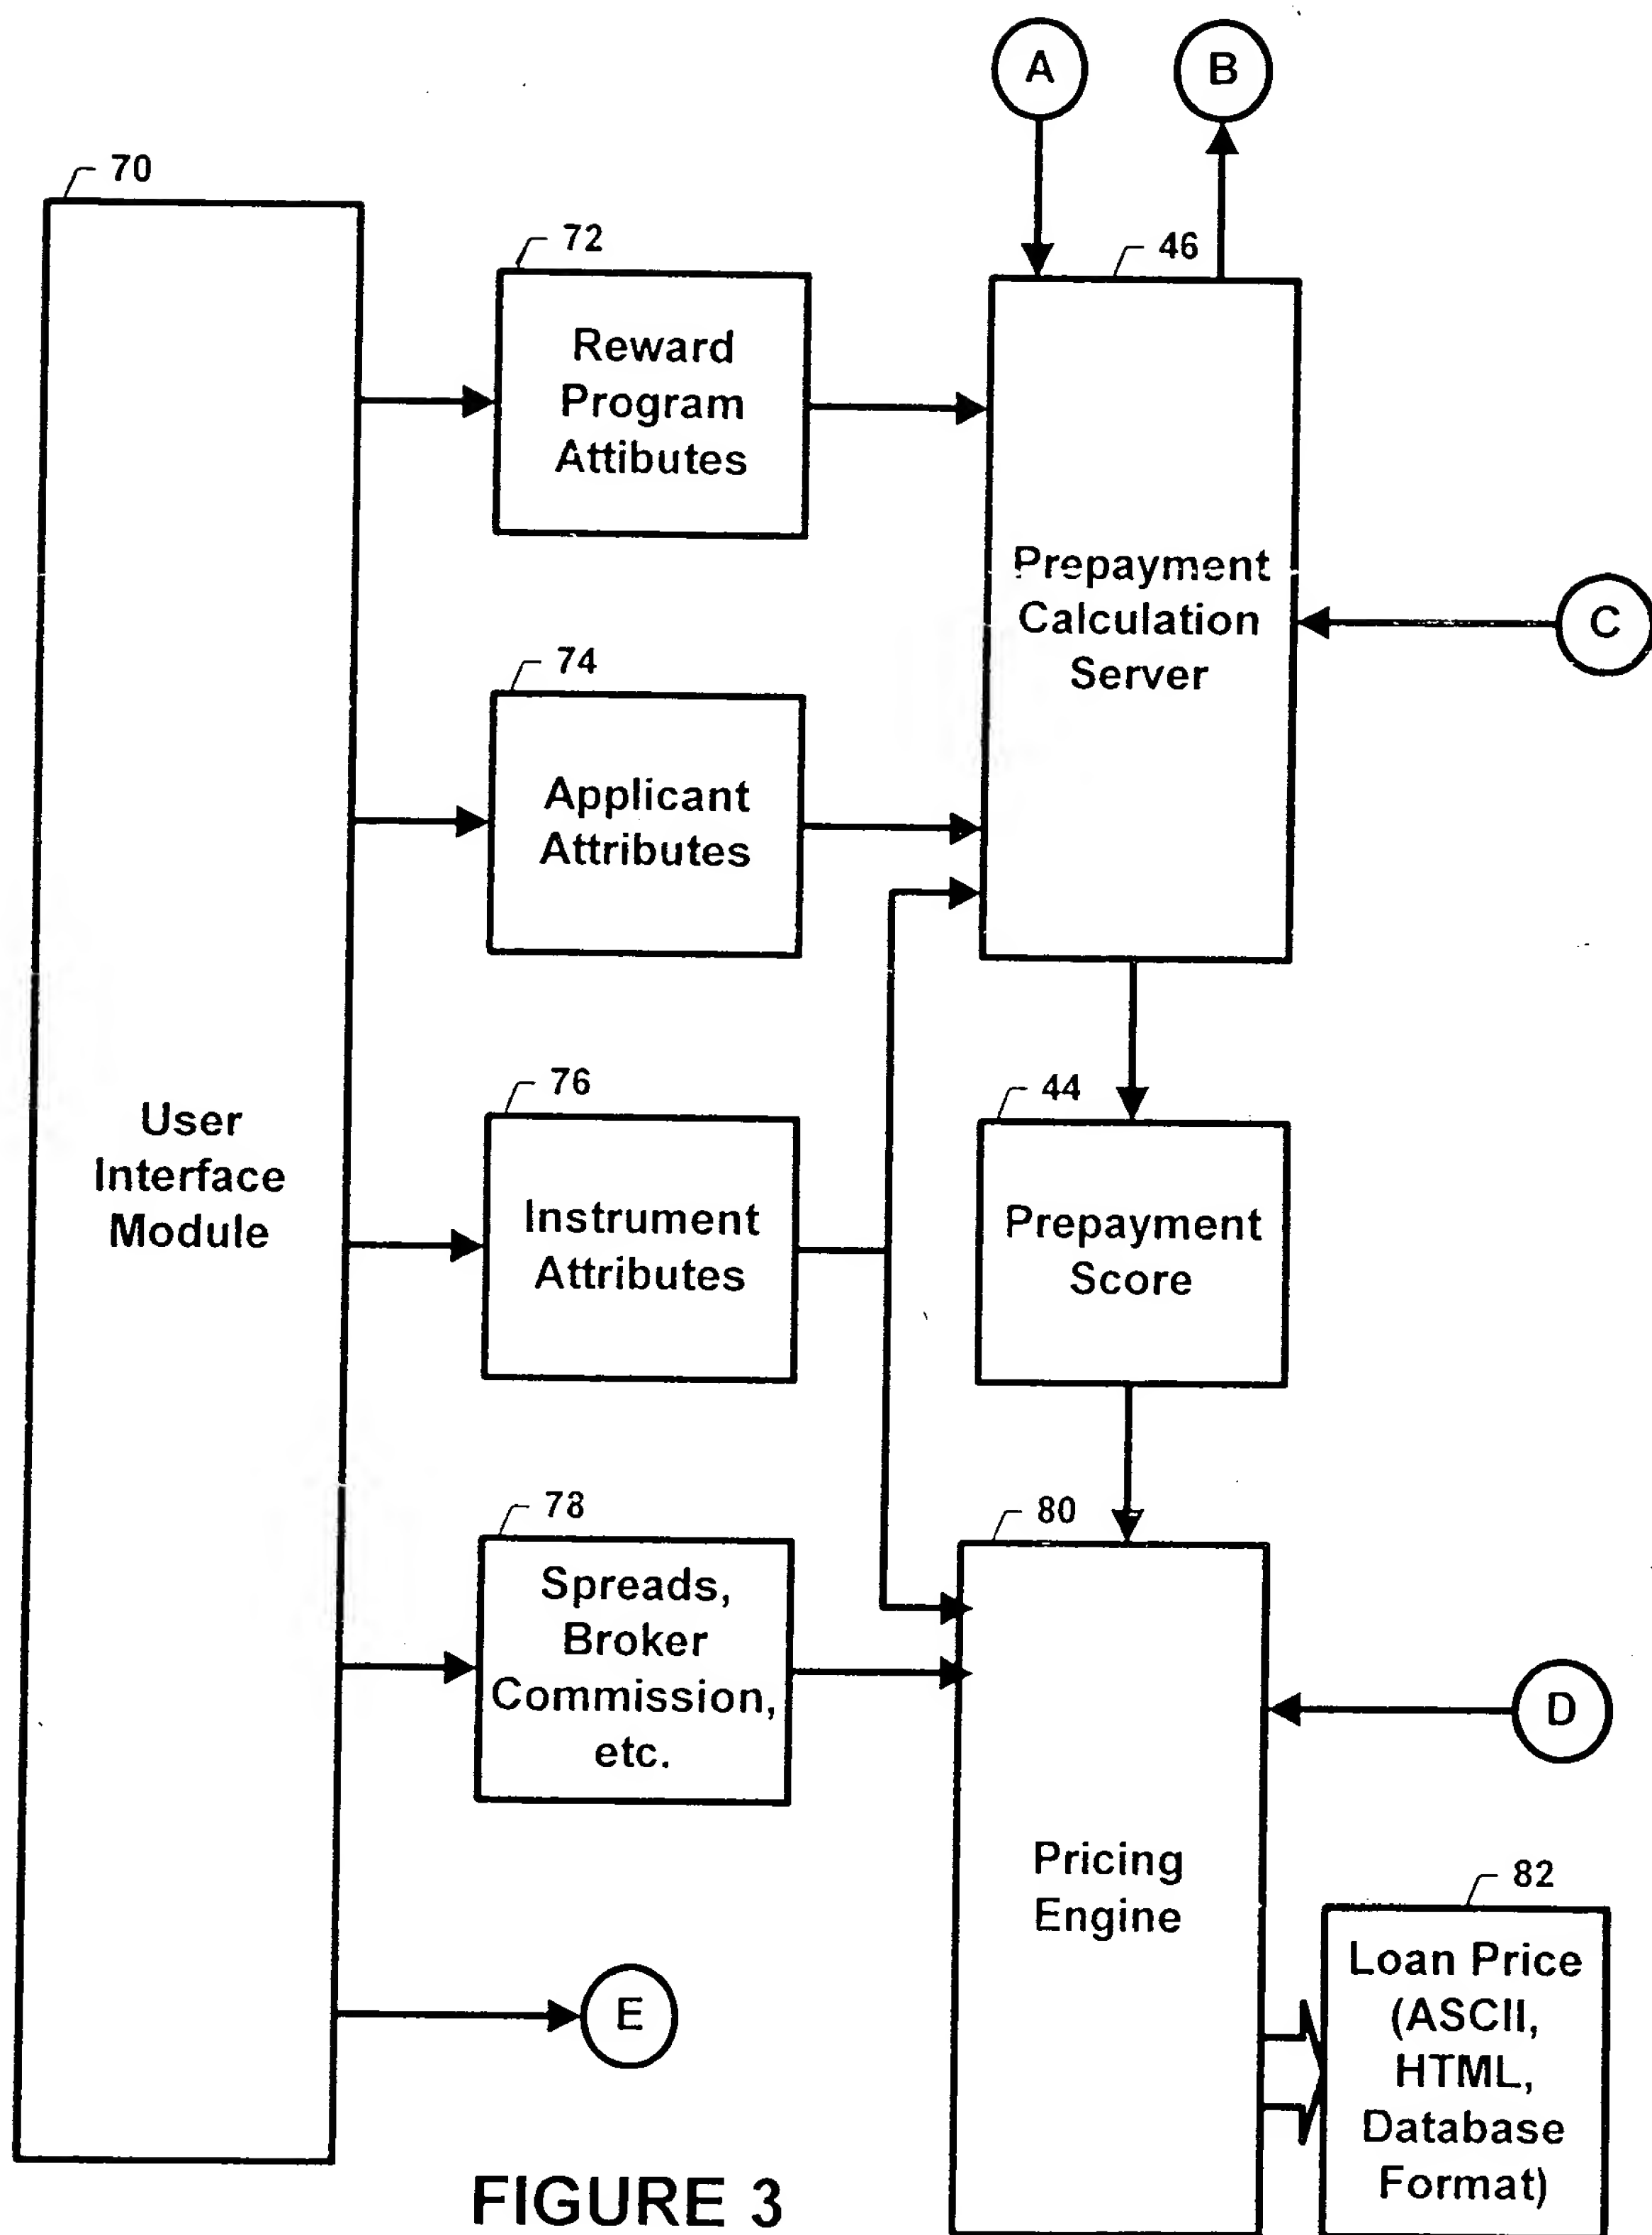 A
B
70
72
46
Reward
Program
Attibutes
Prepayment
Calculation
Server
C
74
Applicant
Attributes
76
44
User
Interface
Module
Instrument
Attributes
Prepayment
Score
78
80
Spreads,
Broker
Commission,
etc.
D
Pricing
Engine
82
Loan Price
(ASCII,
HTML,
Database
Format)
E
FIGURE 3